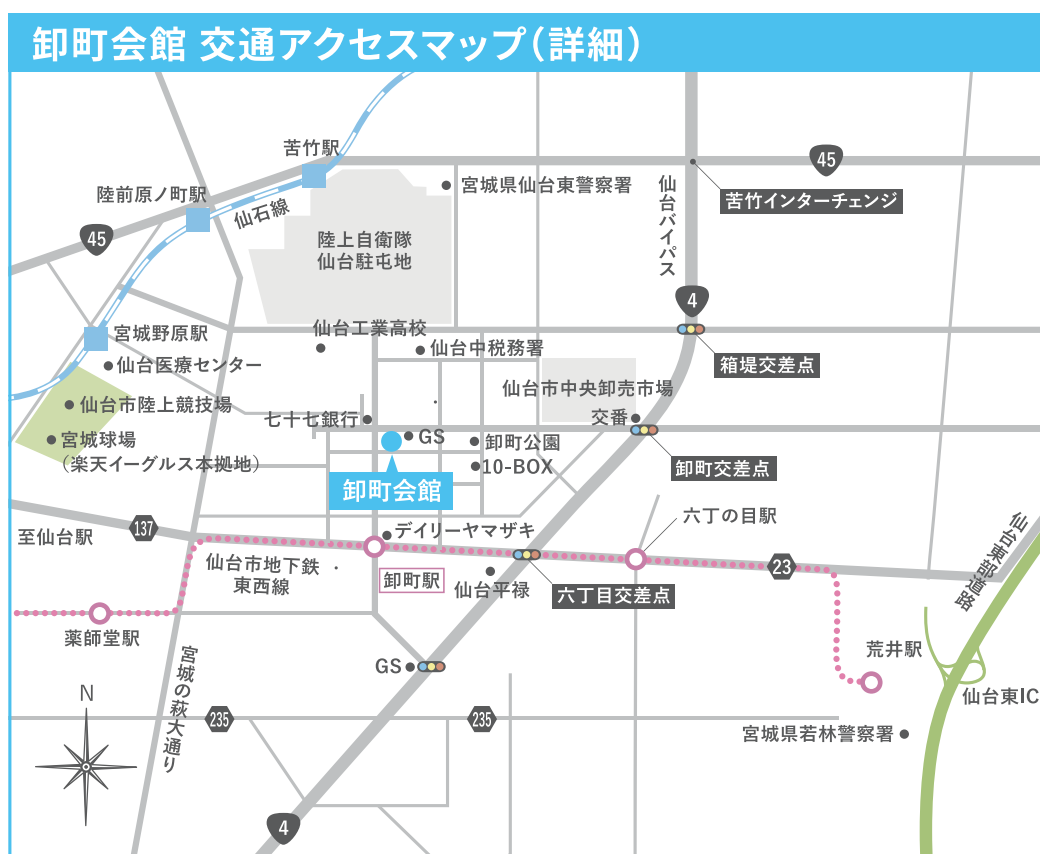 卸町会館 交通アクセスマップ（詳細）
苦竹駅
45
陸前原ノ町駅
仙石線
宮城県仙台東警察署
仙台バイパス
苦竹インターチェンジ
45
陸上自衛隊
仙台駐屯地
4
宮城野原駅
仙台工業高校
仙台中税務署
箱堤交差点
仙台医療センター
仙台市中央卸売市場
仙台市陸上競技場
七十七銀行
交番
宮城球場
（楽天イーグルス本拠地）
GS
卸町公園
10-BOX
卸町交差点
卸町会館
137
至仙台駅
デイリーヤマザキ
六丁の目駅
仙台東部道路
仙台市地下鉄
東西線
卸町駅
仙台平禄
六丁目交差点
23
薬師堂駅
宮城の萩大通り
GS
荒井駅
仙台東IC
N
235
235
宮城県若林警察署
4